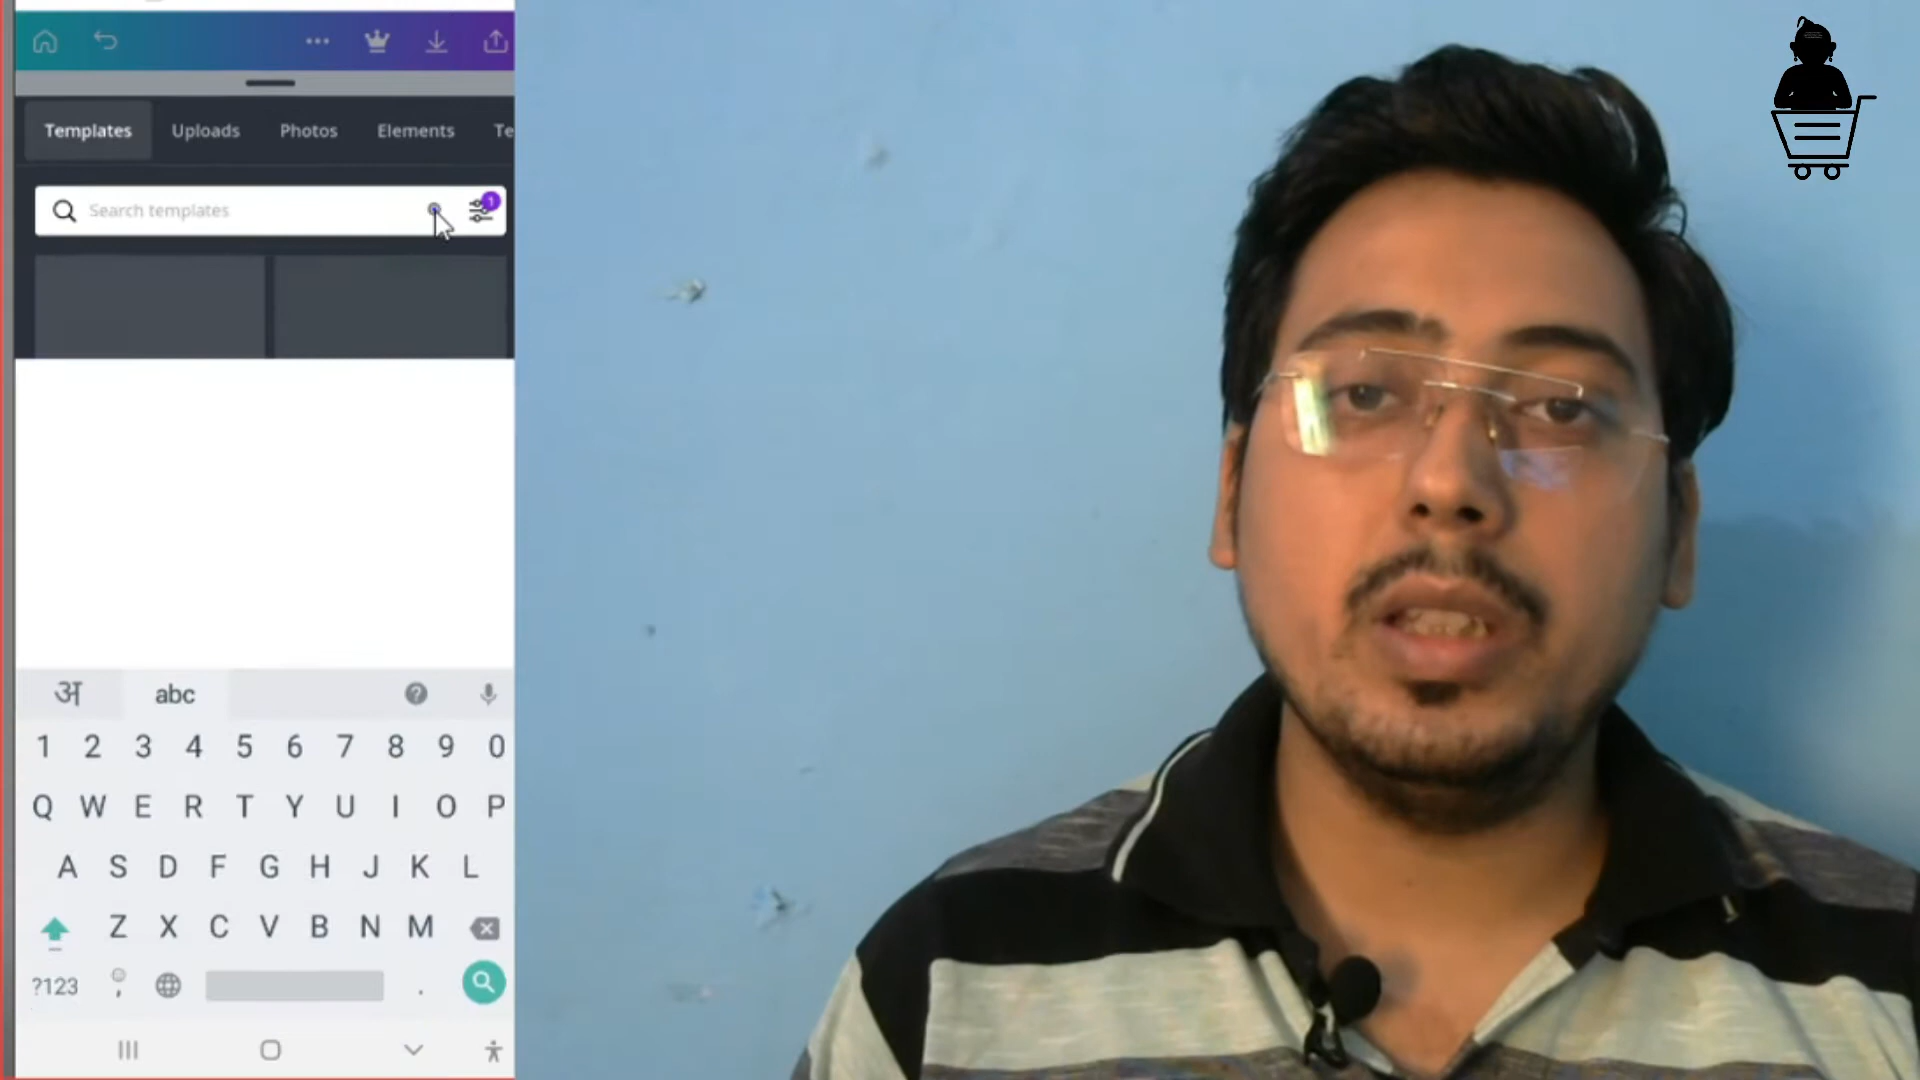 Templates Uploads Photos Elements Te
Search templates
1
अ abc
1 2 3 4 5 6 7 8 9 0
Q W E R T Y U I O P
A S D F G H J K L
Z X C V B N M
?123 , .